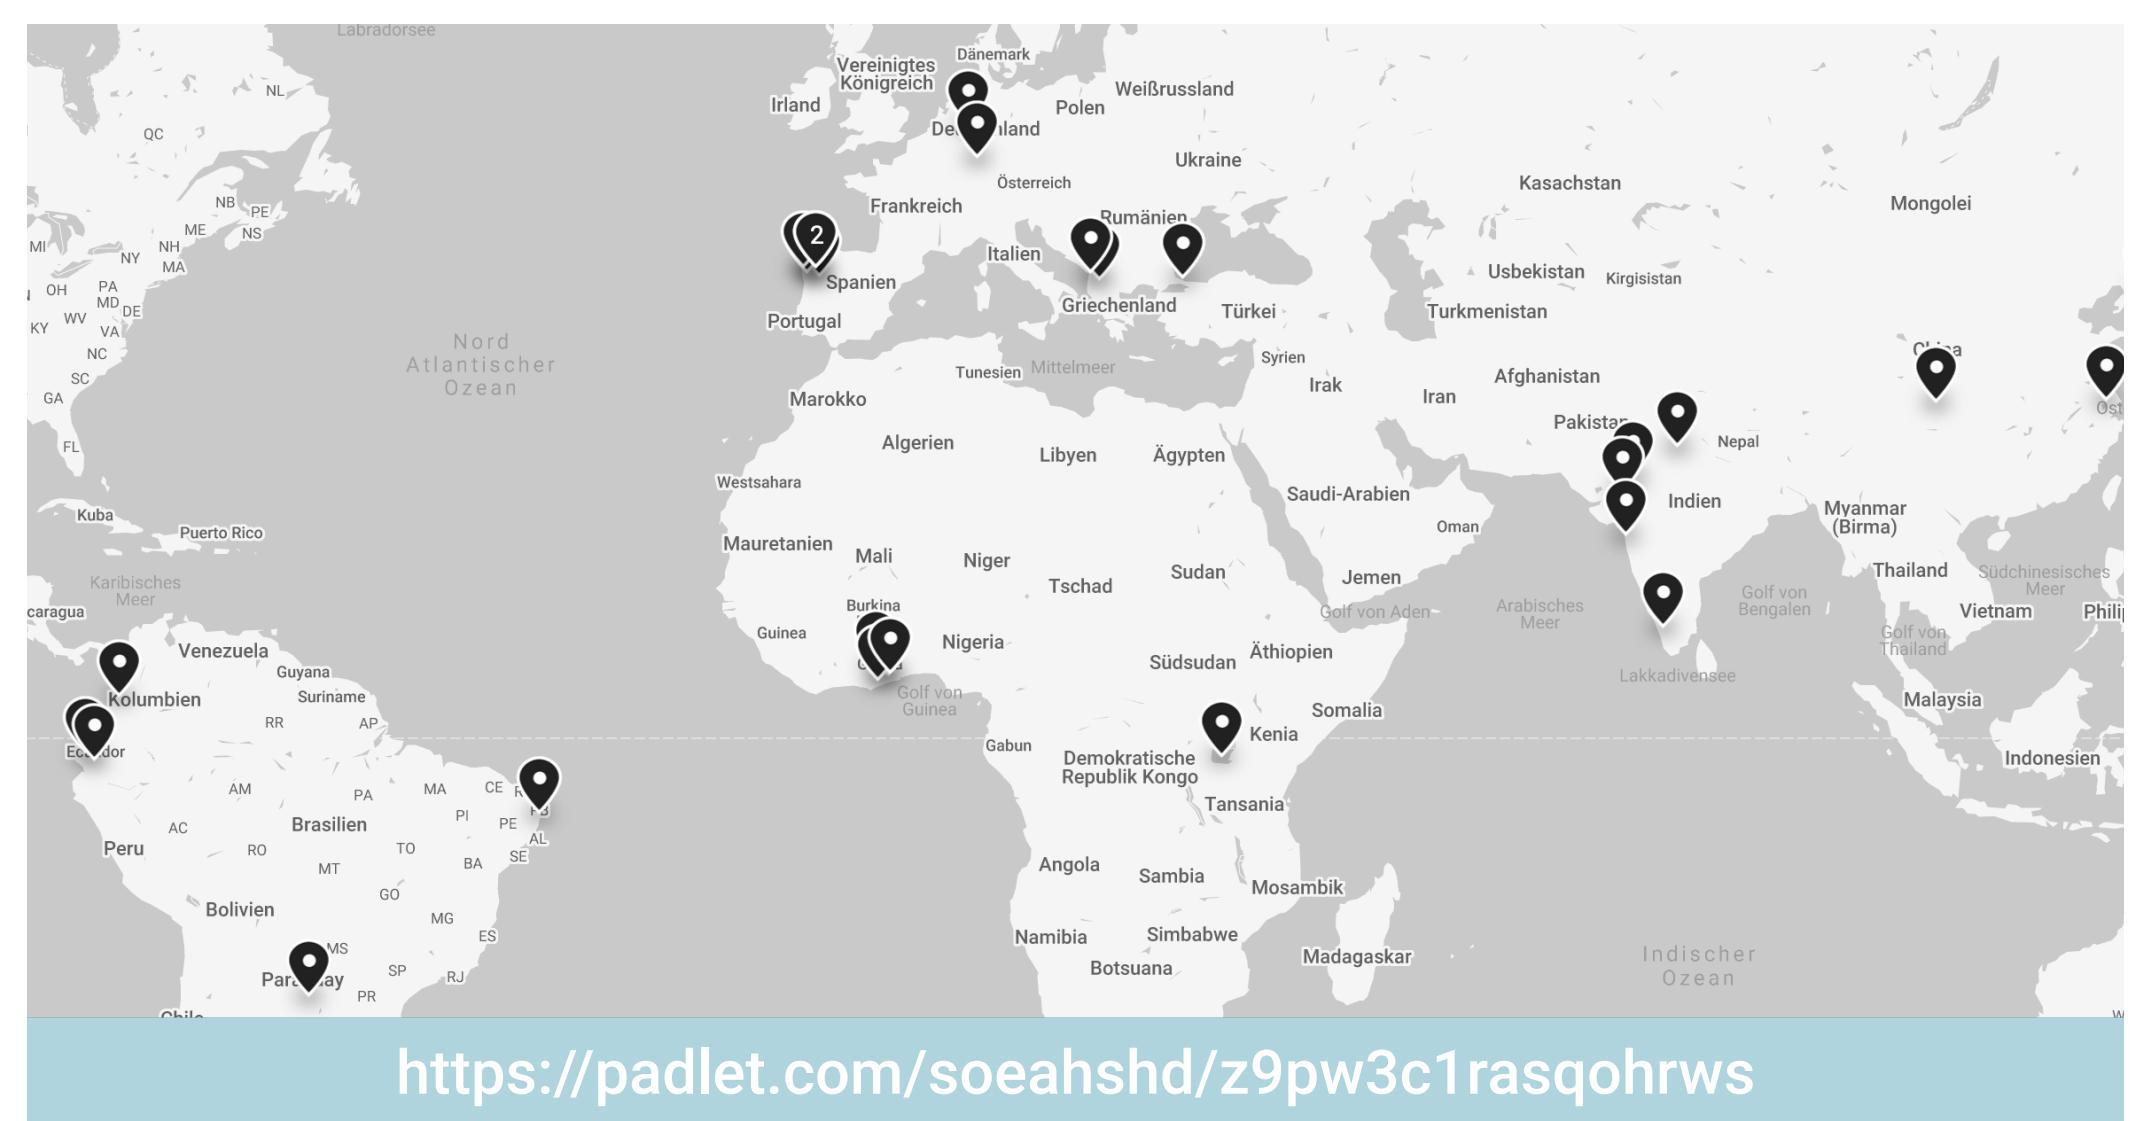 Labradorsee
Dänemark
Vereinigtes
Königreich
Weißrussland
NL
Irland
Polen
QC
Ukraine
Österreich
Kasachstan
NB
PE
Frankreich
Mongolei
Rumänien
ME
NS
2
MI
NH
NY
MA
Italien
Usbekistan
Kirgisistan
Spanien
OH
PA
MD
DE
Griechenland
Türkei
Turkmenistan
WV
KY
VA
Portugal
Nord
Atlantischer
Ozean
NC
Syrien
Mittelmeer
Tunesien
Afghanistan
SC
Irak
Iran
GA
Marokko
Algerien
Libyen
Ägypten
Nepal
FL
Westsahara
Saudi-Arabien
Indien
Kuba
Myanmar
(Birma)
Oman
Puerto Rico
Mauretanien
Mali
Niger
Tschad
Sudan
Jemen
Thailand
Südchinesisches
Meer
Karibisches
Meer
caragua
Burkina
Golf von Aden
Arabisches
Meer
Golf von
Bengalen
Vietnam
Guinea
Nigeria
Golf von
Thailand
Venezuela
Südsudan
Äthiopien
Guyana
Lakkadivensee
Kolumbien
Suriname
Golf von
Guinea
Malaysia
Somalia
RR
AP
Kenia
Gabun
Demokratische
Republik Kongo
Indonesien
AM
PA
MA
CE
Tansania
PB
PI
Brasilien
PE
AC
AL
Peru
RO
TO
SE
MT
BA
Angola
Sambia
Mosambik
GO
Bolivien
MG
ES
Namibia
Simbabwe
MS
Madagaskar
Indischer
Ozean
Botsuana
SP
RJ
PR
Chile
https://padlet.com/soeahshd/z9pw3c1rasqohrws